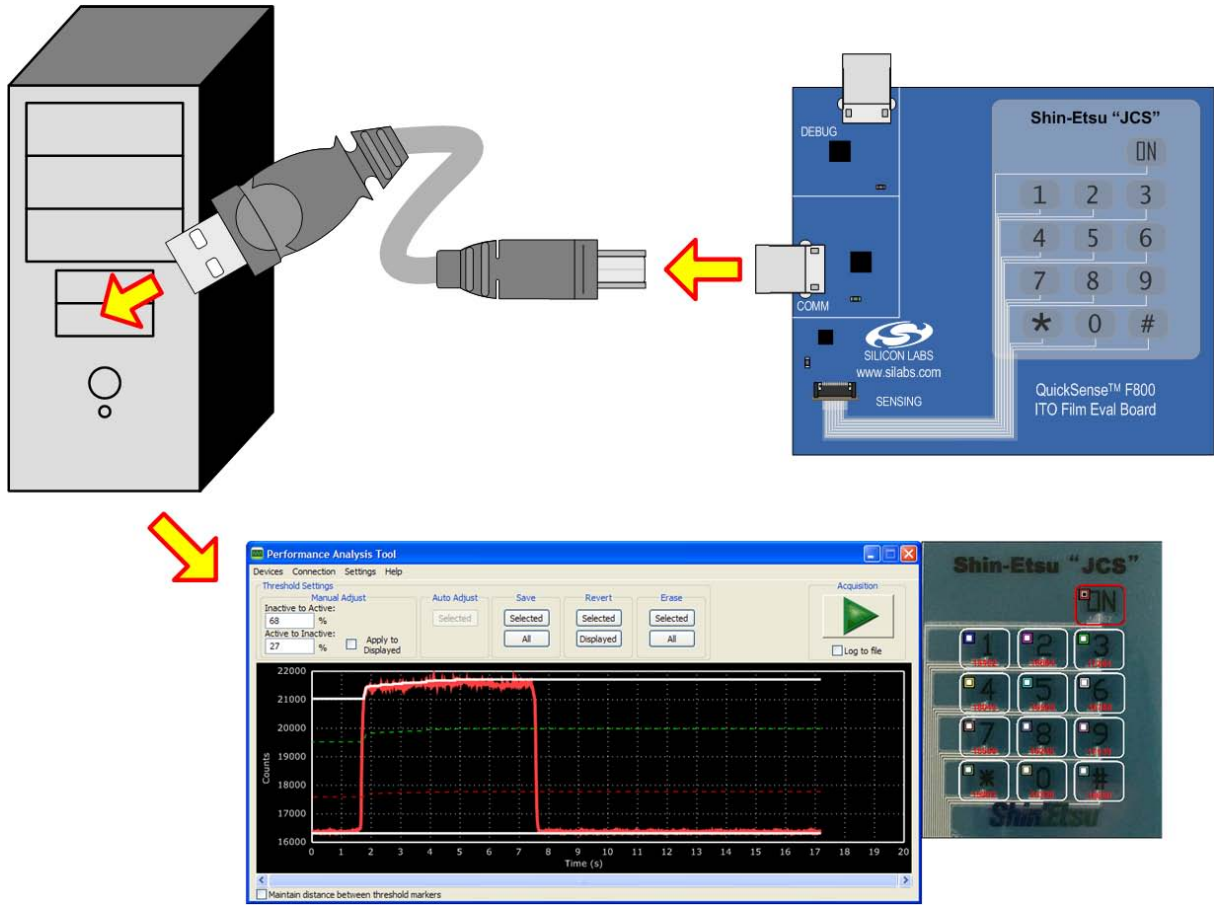 DEBUG
COMM
Shin-Etsu “JCS”
ON
1 2 3
4 5 6
7 8 9
* 0 #
SILICON LABS
www.silabs.com
SENSING
QuickSense™ F800
ITO Film Eval Board
Performance Analysis Tool
Devices Connection Settings Help
Threshold Settings
Manual Adjust
Inactive to Active:
68 %
Active to Inactive:
27 %
Apply to
Displayed
Auto Adjust
Selected
Save
Selected
All
Revert
Selected
Displayed
Erase
Selected
All
Acquisition
Log to file
22000
21000
20000
19000
18000
17000
16000
Counts
0 1 2 3 4 5 6 7 8 9 10 11 12 13 14 15 16 17 18 19 20
Time (s)
Maintain distance between threshold markers
Shin-Etsu "JCS"
ON
1 2 3
4 5 6
7 8 9
* 0 #
ShinEtsu